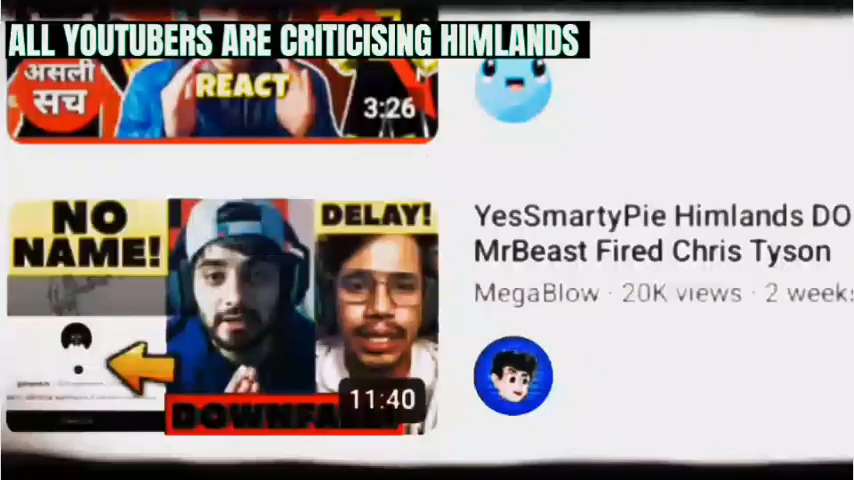 ALL YOUTUBERS ARE CRITICISING HIMLANDS
असली
सच
REACT
3:26
NO
NAME!
DELAY!
11:40
YesSmartyPie Himlands DO
MrBeast Fired Chris Tyson
MegaBlow · 20K views · 2 weeks